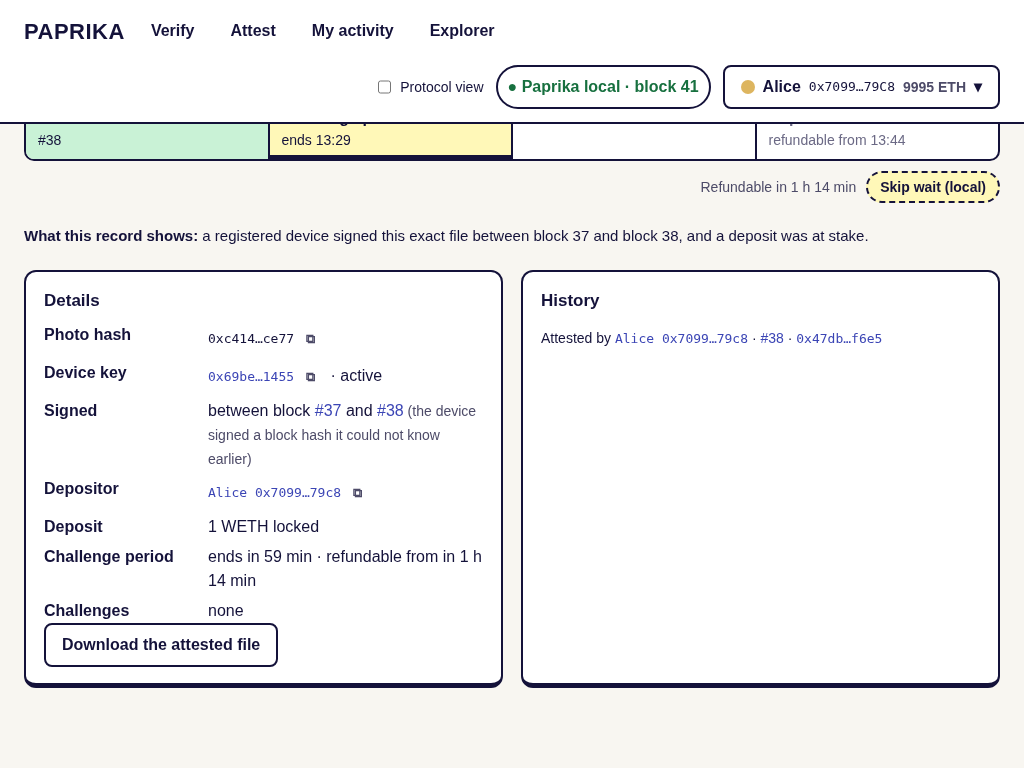 PAPRIKA Verify Attest My activity Explorer
Protocol view ● Paprika local · block 41 Alice 0x7099…79C8 9995 ETH ▼
#38 ends 13:29 refundable from 13:44
Refundable in 1 h 14 min Skip wait (local)
What this record shows: a registered device signed this exact file between block 37 and block 38, and a deposit was at stake.
Details
Photo hash 0xc414…ce77
Device key 0x69be…1455 · active
Signed between block #37 and #38 (the device
signed a block hash it could not know
earlier)
Depositor Alice 0x7099…79c8
Deposit 1 WETH locked
Challenge period ends in 59 min · refundable from in 1 h
14 min
Challenges none
Download the attested file
History
Attested by Alice 0x7099…79c8 · #38 · 0x47db…f6e5